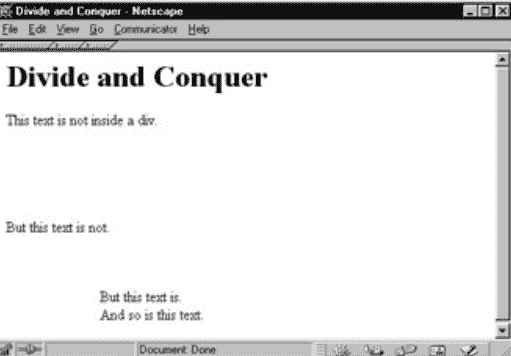 Divide and Conquer - Netscape
File Edit View Go Communicator Help
Divide and Conquer
This text is not inside a div.
But this text is not.
But this text is.
And so is this text.
Document: Done